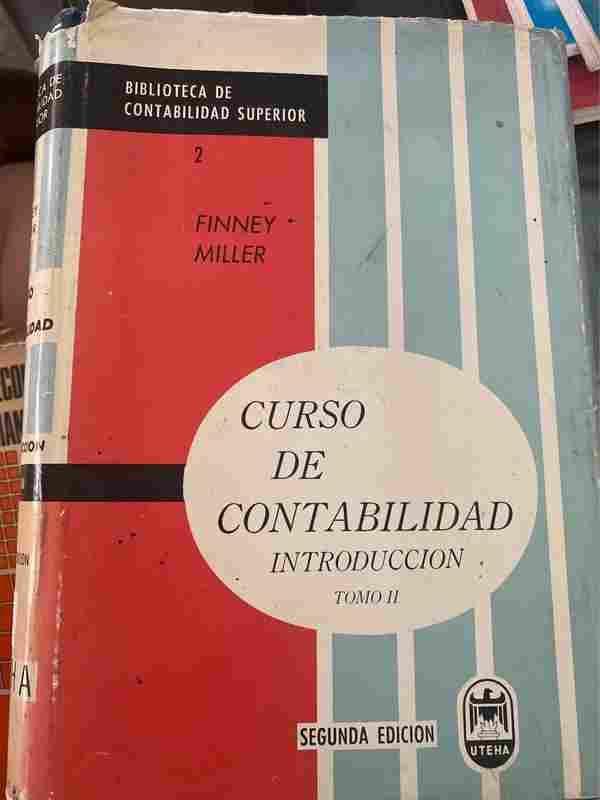 BIBLIOTECA DE
CONTABILIDAD SUPERIOR
2
FINNEY
MILLER
CURSO
DE
CONTABILIDAD
INTRODUCCION
TOMO II
SEGUNDA EDICION
UTEHA